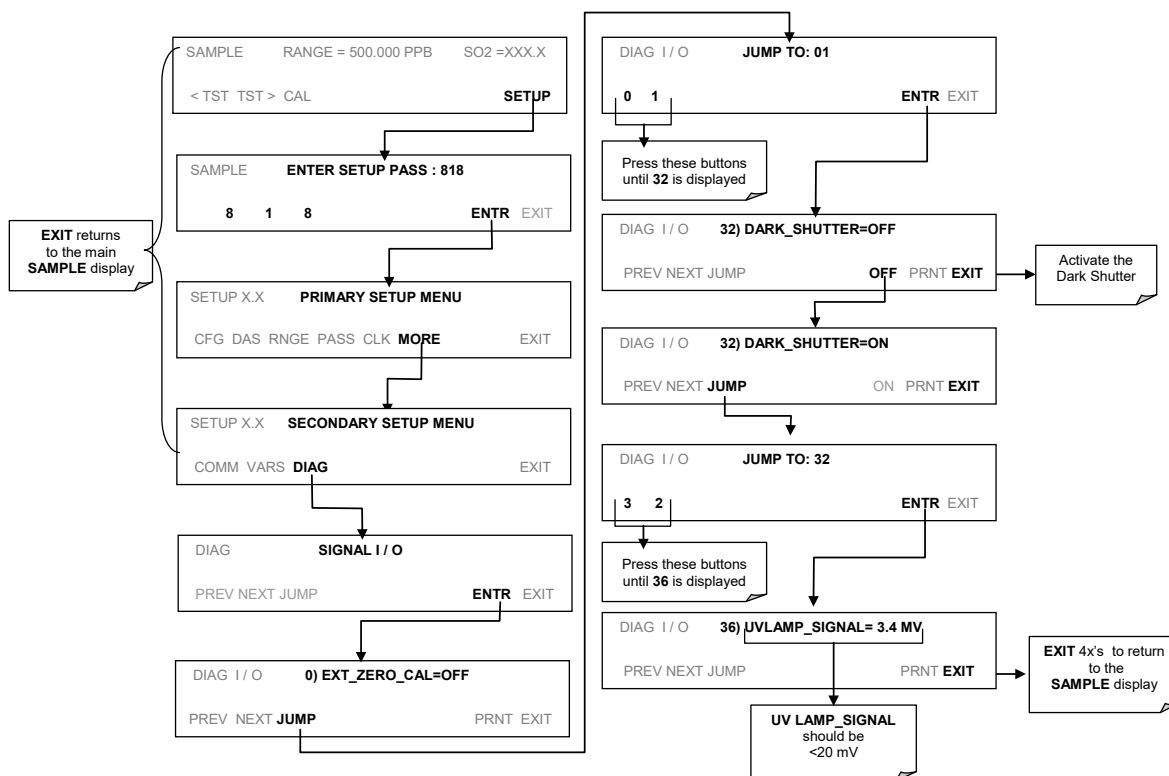 SAMPLE RANGE = 500.000 PPB SO2 =XXX.X
< TST TST > CAL SETUP
SAMPLE ENTER SETUP PASS : 818
8 1 8 ENTR EXIT
EXIT returns
to the main
SAMPLE display
SETUP X.X PRIMARY SETUP MENU
CFG DAS RNGE PASS CLK MORE EXIT
SETUP X.X SECONDARY SETUP MENU
COMM VARS DIAG EXIT
DIAG SIGNAL I / O
PREV NEXT JUMP ENTR EXIT
DIAG I / O 0) EXT_ZERO_CAL=OFF
PREV NEXT JUMP PRNT EXIT
DIAG I / O JUMP TO: 01
0 1 ENTR EXIT
Press these buttons
until 32 is displayed
DIAG I / O 32) DARK_SHUTTER=OFF
PREV NEXT JUMP OFF PRNT EXIT
Activate the
Dark Shutter
DIAG I / O 32) DARK_SHUTTER=ON
PREV NEXT JUMP ON PRNT EXIT
DIAG I / O JUMP TO: 32
3 2 ENTR EXIT
Press these buttons
until 36 is displayed
DIAG I / O 36) UVLAMP_SIGNAL= 3.4 MV
PREV NEXT JUMP PRNT EXIT
EXIT 4x's to return
to the
SAMPLE display
UV LAMP_SIGNAL
should be
<20 mV